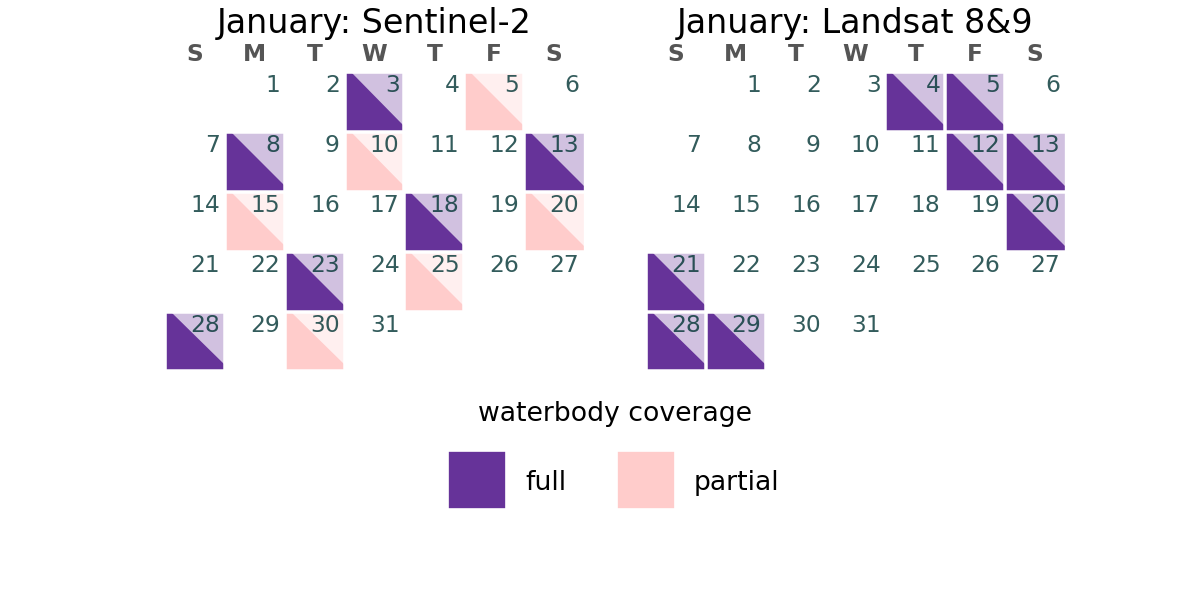 January: Sentinel-2
S M T W T F S
1 2 3 4 5 6
7 8 9 10 11 12 13
14 15 16 17 18 19 20
21 22 23 24 25 26 27
28 29 30 31
January: Landsat 8&9
S M T W T F S
1 2 3 4 5 6
7 8 9 10 11 12 13
14 15 16 17 18 19 20
21 22 23 24 25 26 27
28 29 30 31
waterbody coverage
full partial